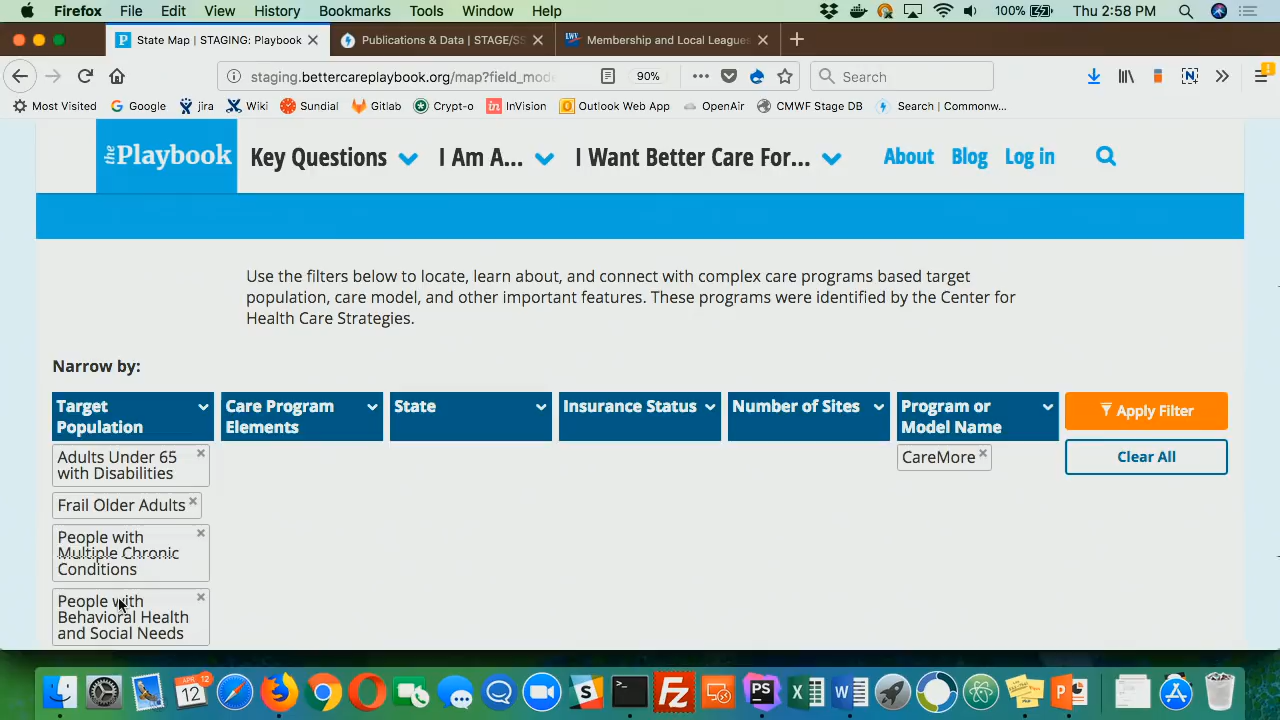 Firefox File Edit View History Bookmarks Tools Window Help 100% Thu 2:58 PM
State Map | STAGING: Playbook Publications & Data | STAGE/SS Membership and Local Leagues
staging.bettercareplaybook.org/map?field_mode 90% Search
Most Visited Google jira Wiki Sundial Gitlab Crypt-o InVision Outlook Web App OpenAir CMWF Stage DB Search | Commonw...
the Playbook Key Questions I Am A... I Want Better Care For... About Blog Log in
Use the filters below to locate, learn about, and connect with complex care programs based target
population, care model, and other important features. These programs were identified by the Center for
Health Care Strategies.
Narrow by:
Target
Population
Care Program
Elements
State
Insurance Status
Number of Sites
Program or
Model Name
Apply Filter
Clear All
Adults Under 65
with Disabilities
Frail Older Adults
People with
Multiple Chronic
Conditions
People with
Behavioral Health
and Social Needs
CareMore